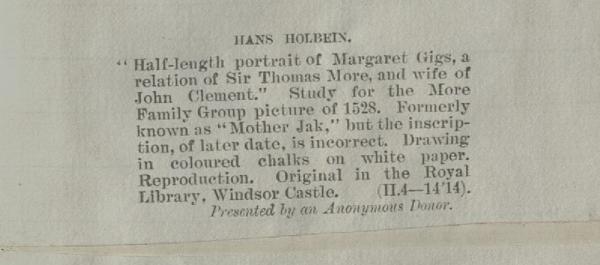 HANS HOLBEIN.
"Half-length portrait of Margaret Gigs, a
relation of Sir Thomas More, and wife of
John Clement." Study for the More
Family Group picture of 1528. Formerly
known as "Mother Jak," but the inscrip-
tion, of later date, is incorrect. Drawing
in coloured chalks on white paper.
Reproduction. Original in the Royal
Library, Windsor Castle. (II.4—14'14).
Presented by an Anonymous Donor.